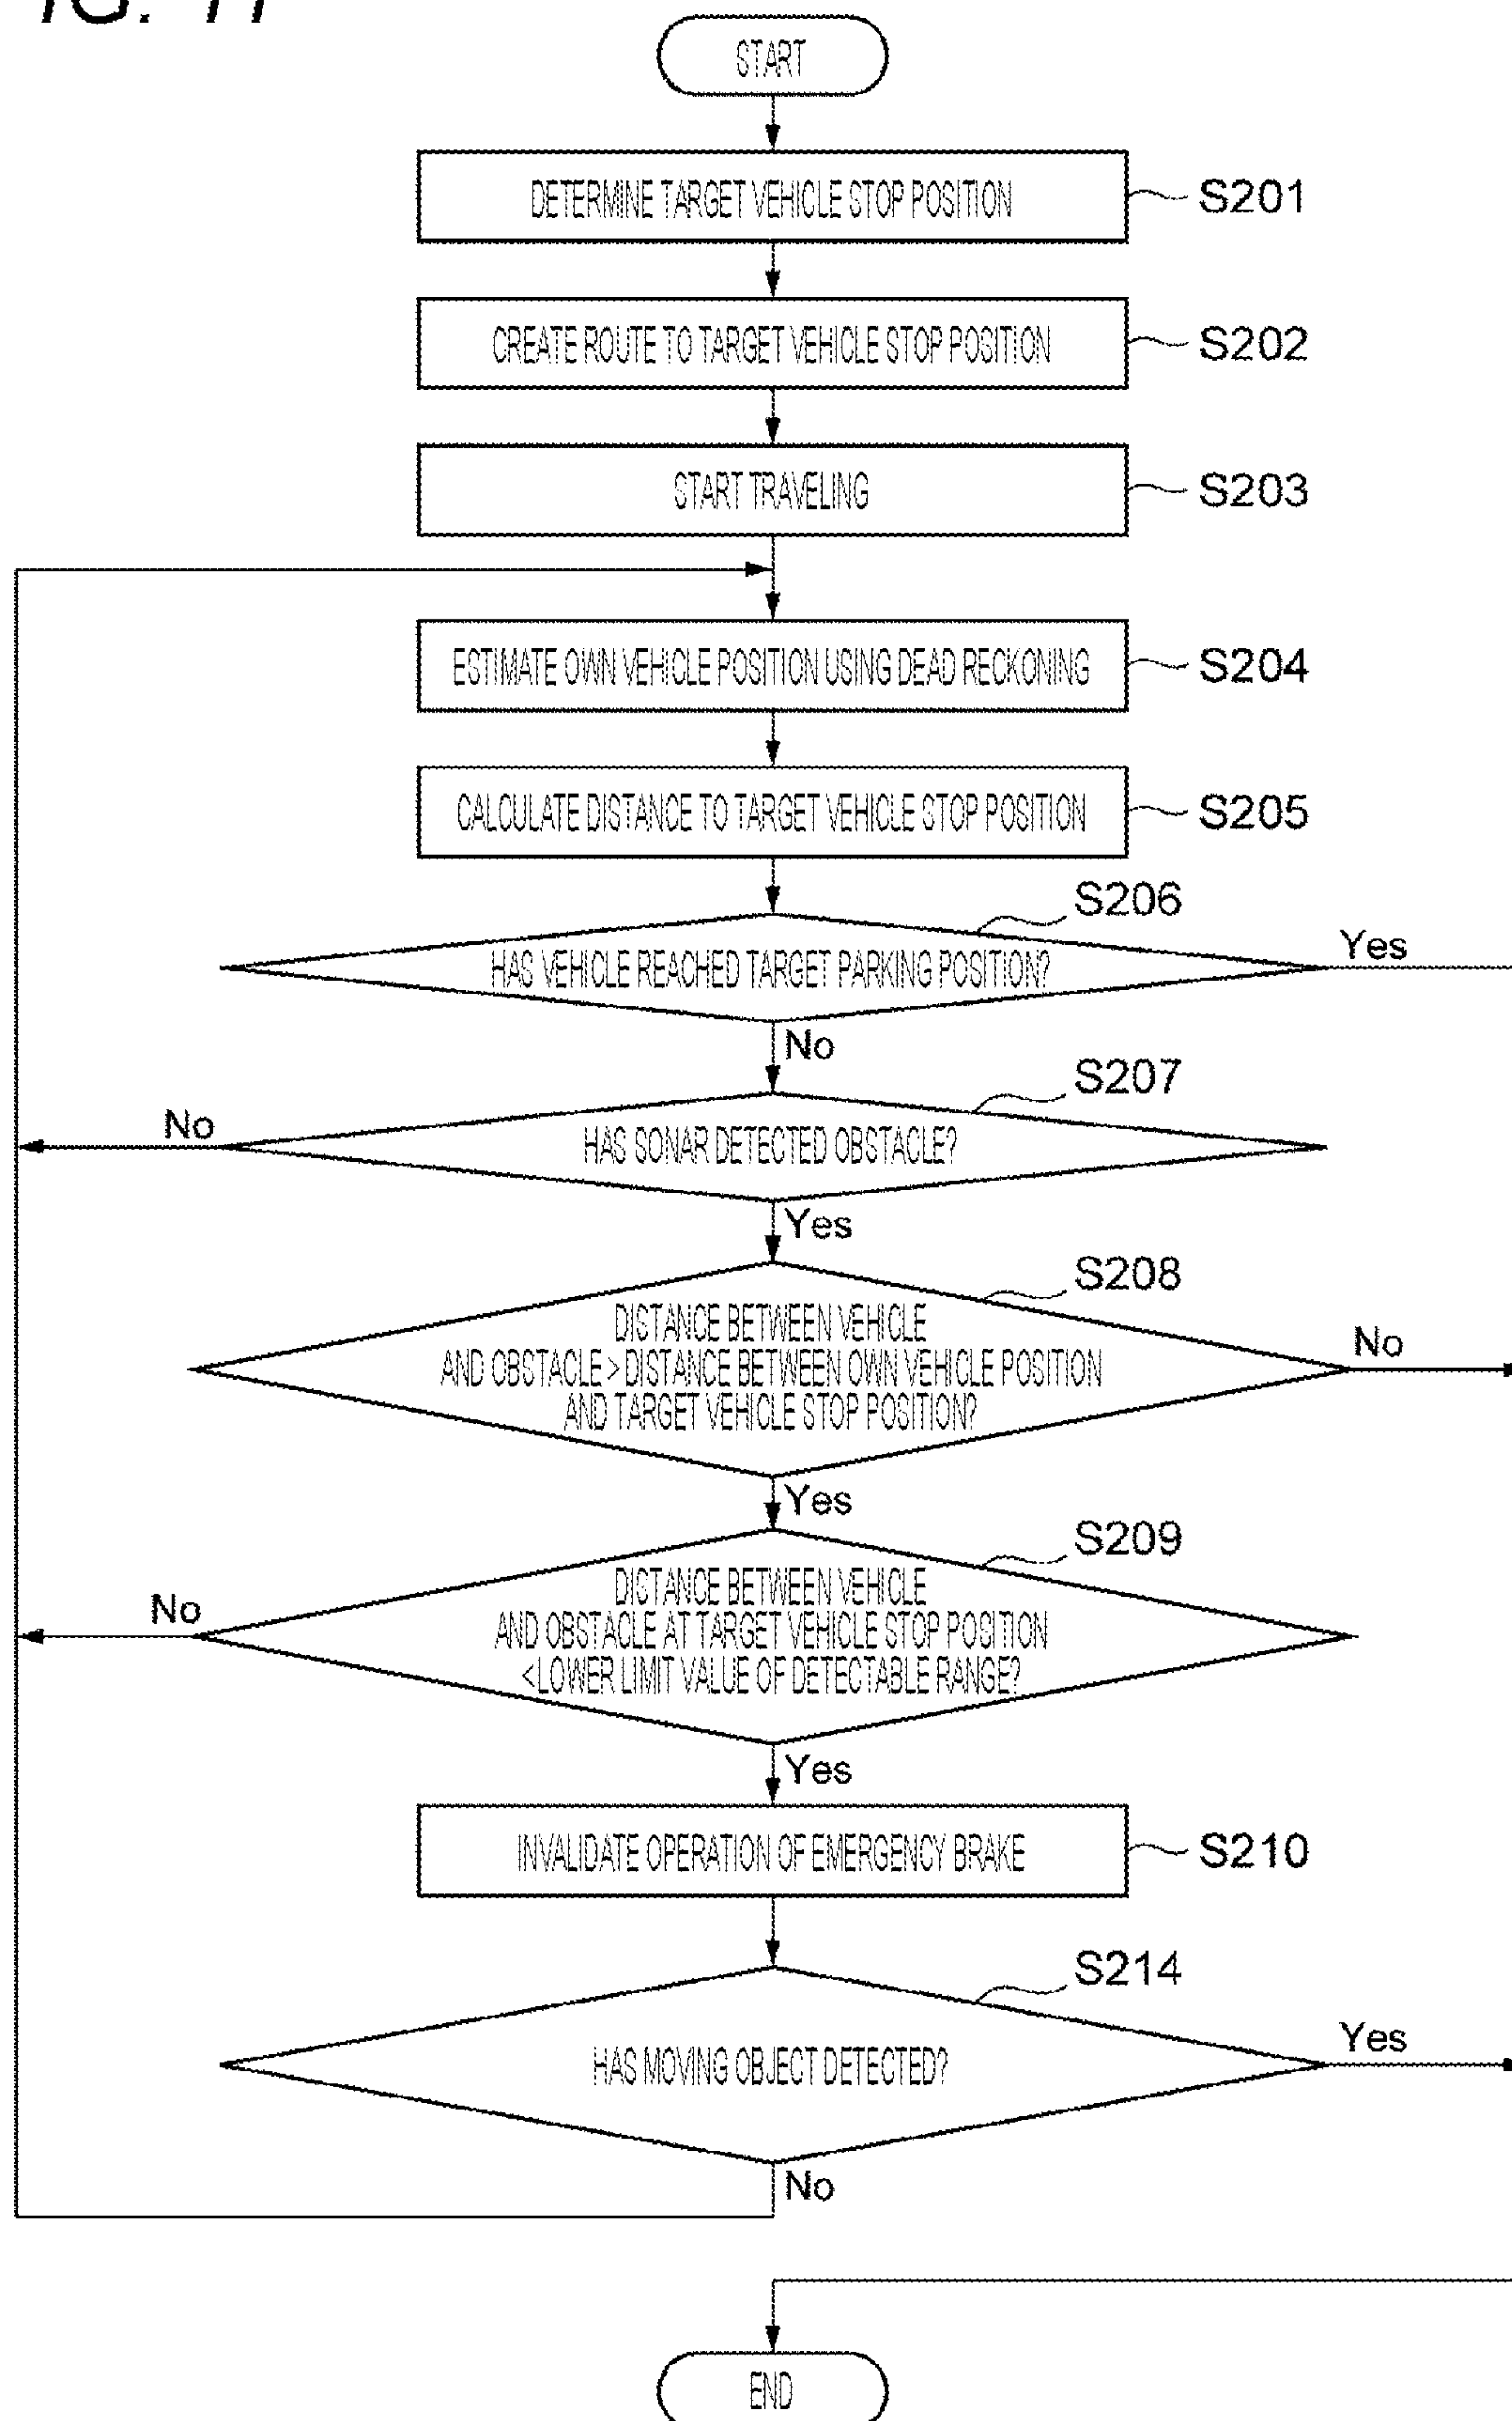 FIG. 11
START
DETERMINE TARGET VEHICLE STOP POSITION
S201
CREATE ROUTE TO TARGET VEHICLE STOP POSITION
S202
START TRAVELING
S203
ESTIMATE OWN VEHICLE POSITION USING DEAD RECKONING
S204
CALCULATE DISTANCE TO TARGET VEHICLE STOP POSITION
S205
S206
HAS VEHICLE REACHED TARGET PARKING POSITION?
Yes
No
S207
No
HAS SONAR DETECTED OBSTACLE?
Yes
S208
DISTANCE BETWEEN VEHICLE
AND OBSTACLE > DISTANCE BETWEEN OWN VEHICLE POSITION
AND TARGET VEHICLE STOP POSITION?
No
Yes
S209
No
DISTANCE BETWEEN VEHICLE
AND OBSTACLE AT TARGET VEHICLE STOP POSITION
<LOWER LIMIT VALUE OF DETECTABLE RANGE?
Yes
INVALIDATE OPERATION OF EMERGENCY BRAKE
S210
S214
HAS MOVING OBJECT DETECTED?
Yes
No
END